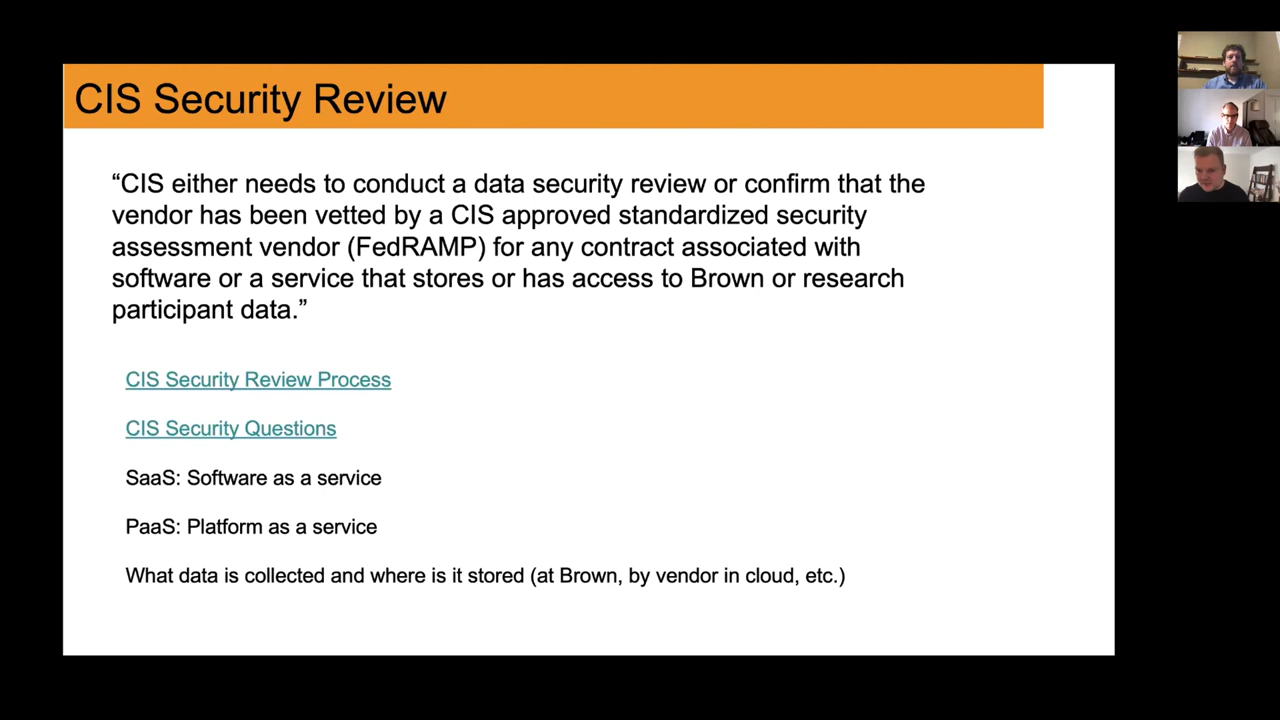 CIS Security Review
“CIS either needs to conduct a data security review or confirm that the
vendor has been vetted by a CIS approved standardized security
assessment vendor (FedRAMP) for any contract associated with
software or a service that stores or has access to Brown or research
participant data.”
CIS Security Review Process
CIS Security Questions
SaaS: Software as a service
PaaS: Platform as a service
What data is collected and where is it stored (at Brown, by vendor in cloud, etc.)